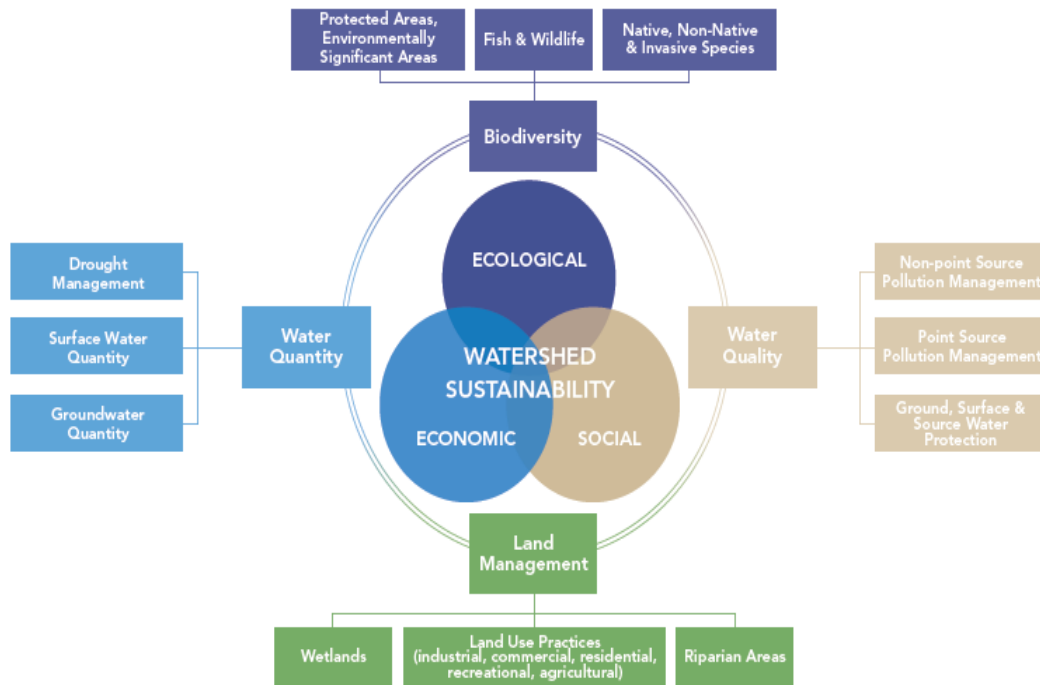 Protected Areas,
Environmentally
Significant Areas
Fish & Wildlife
Native, Non-Native
& Invasive Species
Biodiversity
ECOLOGICAL
WATERSHED
SUSTAINABILITY
ECONOMIC
SOCIAL
Drought
Management
Surface Water
Quantity
Groundwater
Quantity
Water
Quantity
Water
Quality
Non-point Source
Pollution Management
Point Source
Pollution Management
Ground, Surface &
Source Water
Protection
Land
Management
Wetlands
Land Use Practices
(industrial, commercial, residential,
recreational, agricultural)
Riparian Areas